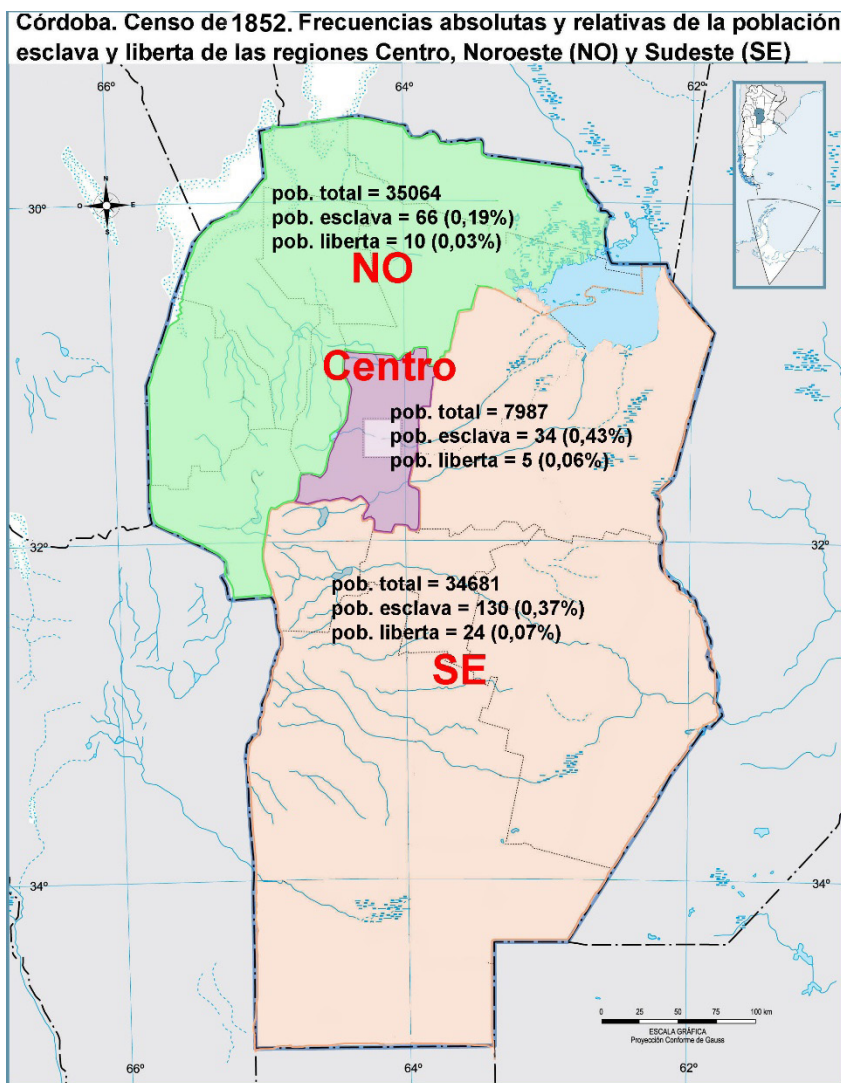 Córdoba. Censo de 1852. Frecuencias absolutas y relativas de la población
esclava y liberta de las regiones Centro, Noroeste (NO) y Sudeste (SE)
66º
64º
62º
N
O
E
S
30º
pob. total = 35064
pob. esclava = 66 (0,19%)
pob. liberta = 10 (0,03%)
NO
Centro
pob. total = 7987
pob. esclava = 34 (0,43%)
pob. liberta = 5 (0,06%)
32º
32º
pob. total = 34681
pob. esclava = 130 (0,37%)
pob. liberta = 24 (0,07%)
SE
34º
34º
0 25 50 75 100 km
ESCALA GRÁFICA
Proyección Conforme de Gauss
66º
64º
62º